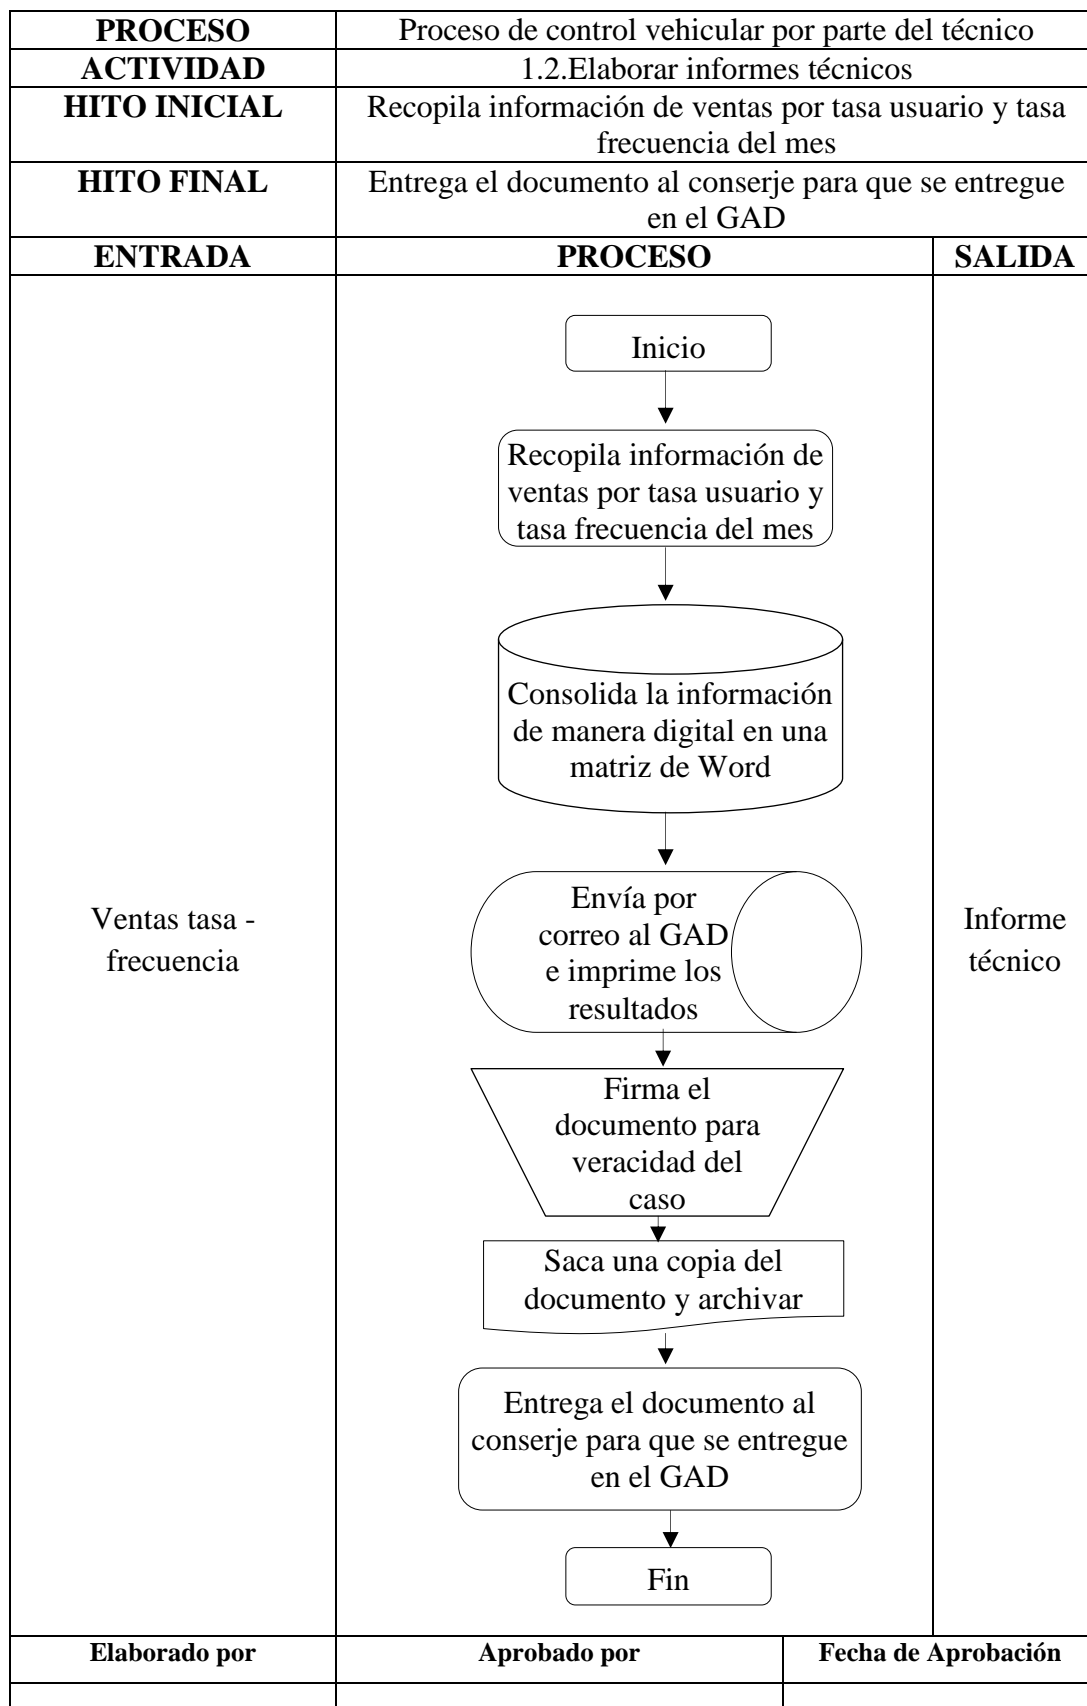 PROCESO
Proceso de control vehicular por parte del técnico
ACTIVIDAD
1.2.Elaborar informes técnicos
HITO INICIAL
Recopila información de ventas por tasa usuario y tasa
frecuencia del mes
HITO FINAL
Entrega el documento al conserje para que se entregue
en el GAD
ENTRADA
PROCESO
SALIDA
Ventas tasa -
frecuencia
Inicio
Recopila información de
ventas por tasa usuario y
tasa frecuencia del mes
Consolida la información
de manera digital en una
matriz de Word
Envía por
correo al GAD
e imprime los
resultados
Firma el
documento para
veracidad del
caso
Saca una copia del
documento y archivar
Entrega el documento al
conserje para que se entregue
en el GAD
Fin
Informe
técnico
Elaborado por
Aprobado por
Fecha de Aprobación